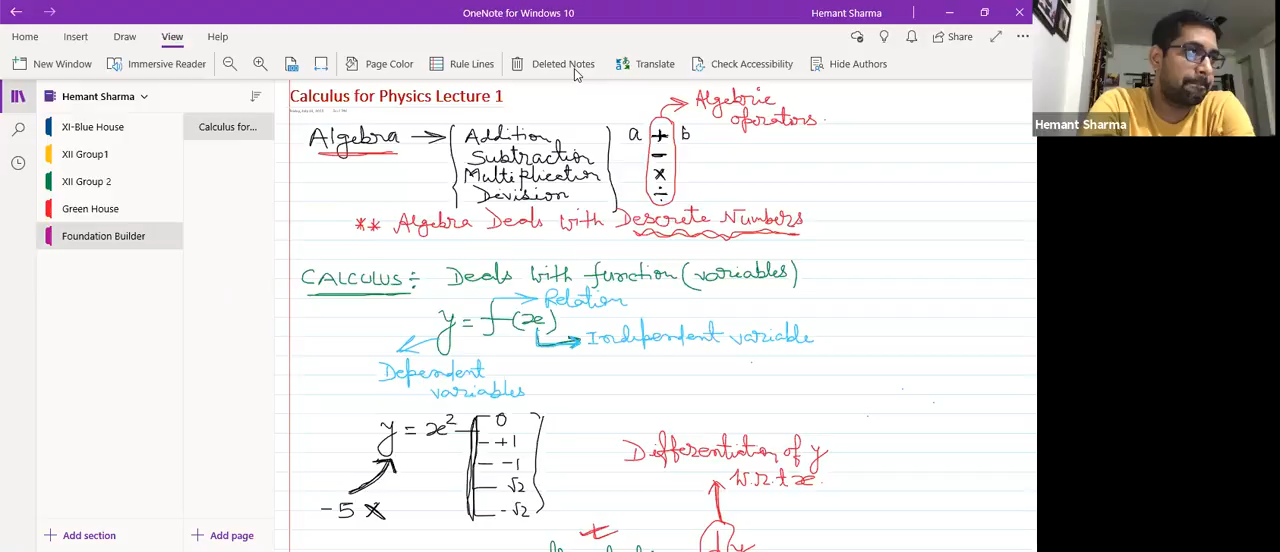 OneNote for Windows 10
Hemant Sharma
Home Insert Draw View Help
Share
New Window Immersive Reader Page Color Rule Lines Deleted Notes Translate Check Accessibility Hide Authors
Hemant Sharma
XI-Blue House
XII Group1
XII Group 2
Green House
Foundation Builder
Calculus for...
Add section
Add page
Calculus for Physics Lecture 1
Algebra → Addition
Subtraction
Multiplication
Division
a + b
-
×
÷
Algebric
operators
** Algebra Deals with Descrete Numbers
CALCULUS :- Deals with function (variables)
y = f(x)
Relation
Independent variable
Dependent
variables
y = x²
0
+1
-1
√2
-√2
-5 ×
Differentiation of y
w.r.t x
dy
Hemant Sharma